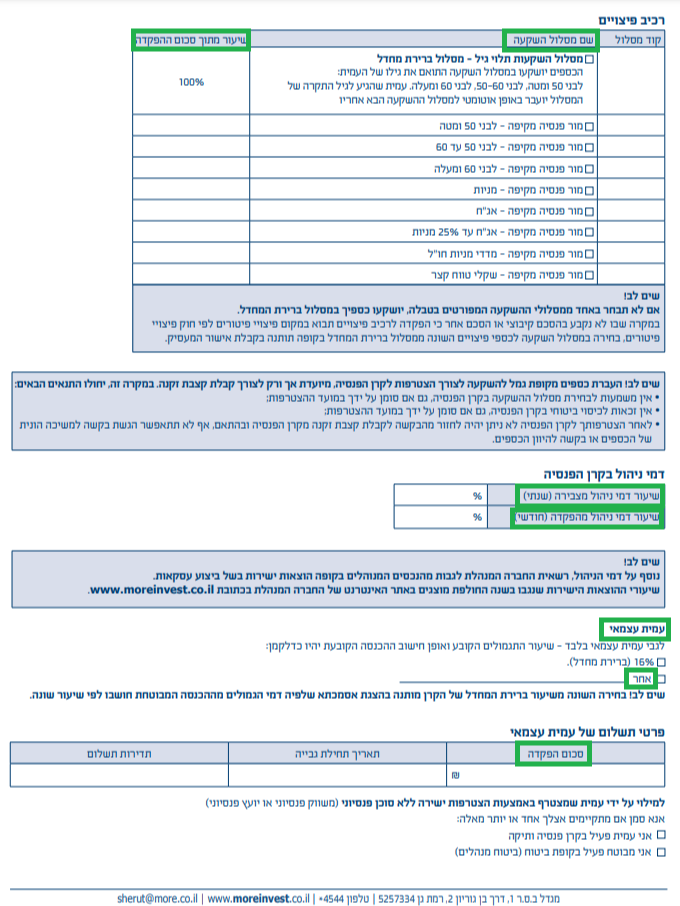 רכיב פיצויים
קוד מסלול
שם מסלול השקעה
שיעור מתוך סכום ההפקדה
מסלול השקעות תלוי גיל – מסלול ברירת מחדל
הכספים יושקעו במסלול השקעה התואם את גילו של העמית:
לבני 50 ומטה, לבני 50-60, לבני 60 ומעלה. עמית שהגיע לגיל התקרה של
המסלול יועבר באופן אוטומטי למסלול ההשקעה הבא אחריו
100%
מור פנסיה מקיפה – לבני 50 ומטה
מור פנסיה מקיפה – לבני 50 עד 60
מור פנסיה מקיפה – לבני 60 ומעלה
מור פנסיה מקיפה – מניות
מור פנסיה מקיפה – אג"ח
מור פנסיה מקיפה – אג"ח עד 25% מניות
מור פנסיה מקיפה – מדדי מניות חו"ל
מור פנסיה מקיפה – שקלי טווח קצר
שים לב!
אם לא תבחר באחד ממסלולי ההשקעה המפורטים בטבלה, יושקעו כספיך במסלול ברירת המחדל.
במקרה שבו לא נקבע בהסכם קיבוצי או הסכם אחר כי הפקדה לרכיב פיצויים תבוא במקום פיצויי פיטורים לפי חוק פיצויי
פיטורים, בחירה במסלול השקעה לכספי פיצויים השונה ממסלול ברירת המחדל בקופה תותנה בקבלת אישור המעסיק.
שים לב! העברת כספים מקופת גמל להשקעה לצורך הצטרפות לקרן הפנסיה, מיועדת אך ורק לצורך קבלת קצבת זקנה. במקרה זה, יחולו התנאים הבאים:
• אין משמעות לבחירת מסלול ההשקעה בקרן הפנסיה, גם אם סומן על ידך במועד ההצטרפות;
• אין זכאות לכיסוי ביטוחי בקרן הפנסיה, גם אם סומן על ידך במועד ההצטרפות;
• לאחר הצטרפותך לקרן הפנסיה לא ניתן יהיה לחזור מהבקשה לקבלת קצבת זקנה מקרן הפנסיה ובהתאם, אף לא תתאפשר הגשת בקשה למשיכה הונית
של הכספים או בקשה להיוון הכספים.
דמי ניהול בקרן הפנסיה
שיעור דמי ניהול מצבירה (שנתי)
%
שיעור דמי ניהול מהפקדה (חודשי)
%
שים לב!
נוסף על דמי הניהול, רשאית החברה המנהלת לגבות מהנכסים המנוהלים בקופה הוצאות ישירות בשל ביצוע עסקאות.
שיעורי ההוצאות הישירות שנגבו בשנה החולפת מוצגים באתר האינטרנט של החברה המנהלת בכתובת www.moreinvest.co.il.
עמית עצמאי
לגבי עמית עצמאי בלבד – שיעור התגמולים הקובע ואופן חישוב ההכנסה הקובעת יהיו כדלקמן:
16% (ברירת מחדל).
אחר
שים לב! בחירה השונה משיעור ברירת המחדל של הקרן מותנה בהצגת אסמכתא שלפיה דמי הגמולים מההכנסה המבוטחת חושבו לפי שיעור שונה.
פרטי תשלום של עמית עצמאי
סכום הפקדה
תאריך תחילת גבייה
תדירות תשלום
₪
למילוי על ידי עמית שמצטרף באמצעות הצטרפות ישירה ללא סוכן פנסיוני (משווק פנסיוני או יועץ פנסיוני)
אנא סמן אם מתקיימים אצלך אחד או יותר מאלה:
אני עמית פעיל בקרן פנסיה ותיקה
אני מבוטח פעיל בקופת ביטוח (ביטוח מנהלים)
מגדל ב.ס.ר 1, דרך בן גוריון 2, רמת גן 5257334 | טלפון 4544* | www.moreinvest.co.il | sherut@more.co.il